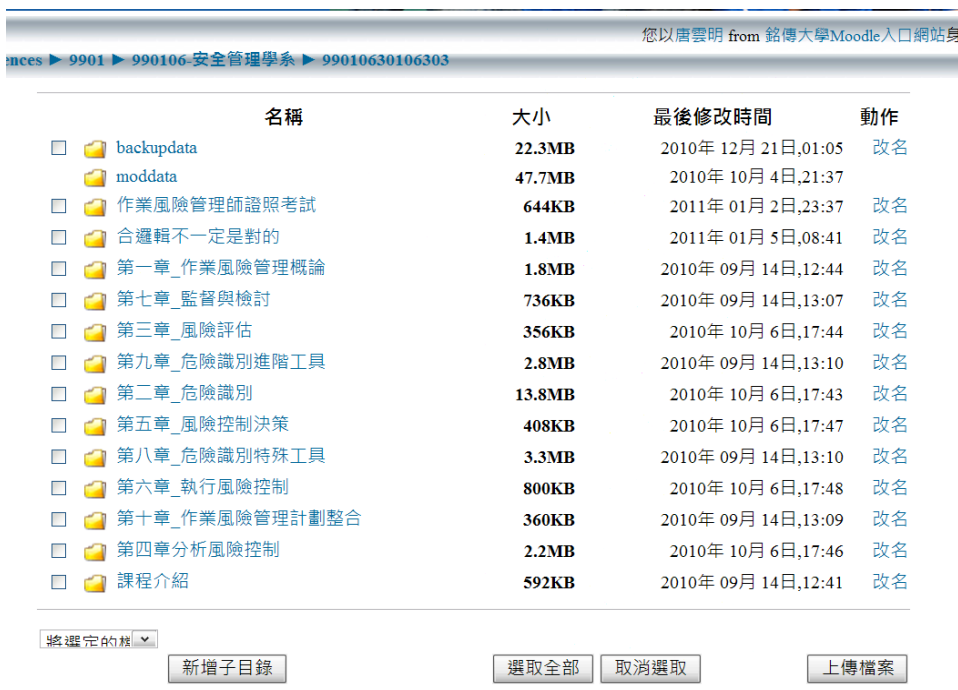 您以唐雲明 from 銘傳大學Moodle入口網站身
ences ► 9901 ► 990106-安全管理學系 ► 99010630106303
名稱 大小 最後修改時間 動作
backupdata 22.3MB 2010年 12月 21日,01:05 改名
moddata 47.7MB 2010年 10月 4日,21:37
作業風險管理師證照考試 644KB 2011年 01月 2日,23:37 改名
合邏輯不一定是對的 1.4MB 2011年 01月 5日,08:41 改名
第一章_作業風險管理概論 1.8MB 2010年 09月 14日,12:44 改名
第七章_監督與檢討 736KB 2010年 09月 14日,13:07 改名
第三章_風險評估 356KB 2010年 10月 6日,17:44 改名
第九章_危險識別進階工具 2.8MB 2010年 09月 14日,13:10 改名
第二章_危險識別 13.8MB 2010年 10月 6日,17:43 改名
第五章_風險控制決策 408KB 2010年 10月 6日,17:47 改名
第八章_危險識別特殊工具 3.3MB 2010年 09月 14日,13:10 改名
第六章_執行風險控制 800KB 2010年 10月 6日,17:48 改名
第十章_作業風險管理計劃整合 360KB 2010年 09月 14日,13:09 改名
第四章分析風險控制 2.2MB 2010年 10月 6日,17:46 改名
課程介紹 592KB 2010年 09月 14日,12:41 改名
將選定的檔
新增子目錄 選取全部 取消選取 上傳檔案